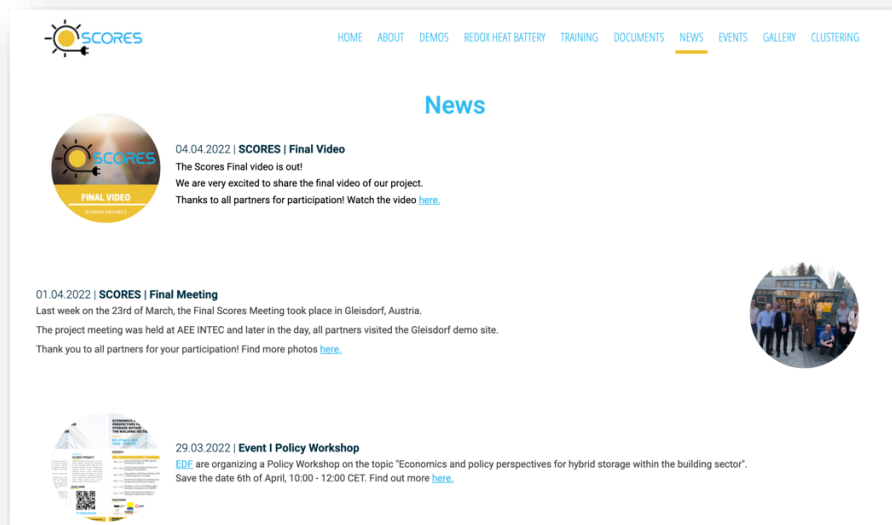 SCORES
HOME ABOUT DEMOS REDOX HEAT BATTERY TRAINING DOCUMENTS NEWS EVENTS GALLERY CLUSTERING
News
SCORES
FINAL VIDEO
SCORES PROJECT
04.04.2022 | SCORES | Final Video
The Scores Final video is out!
We are very excited to share the final video of our project.
Thanks to all partners for participation! Watch the video here.
01.04.2022 | SCORES | Final Meeting
Last week on the 23rd of March, the Final Scores Meeting took place in Gleisdorf, Austria.
The project meeting was held at AEE INTEC and later in the day, all partners visited the Gleisdorf demo site.
Thank you to all partners for your participation! Find more photos here.
29.03.2022 | Event I Policy Workshop
EDF are organizing a Policy Workshop on the topic "Economics and policy perspectives for hybrid storage within the building sector".
Save the date 6th of April, 10:00 - 12:00 CET. Find out more here.